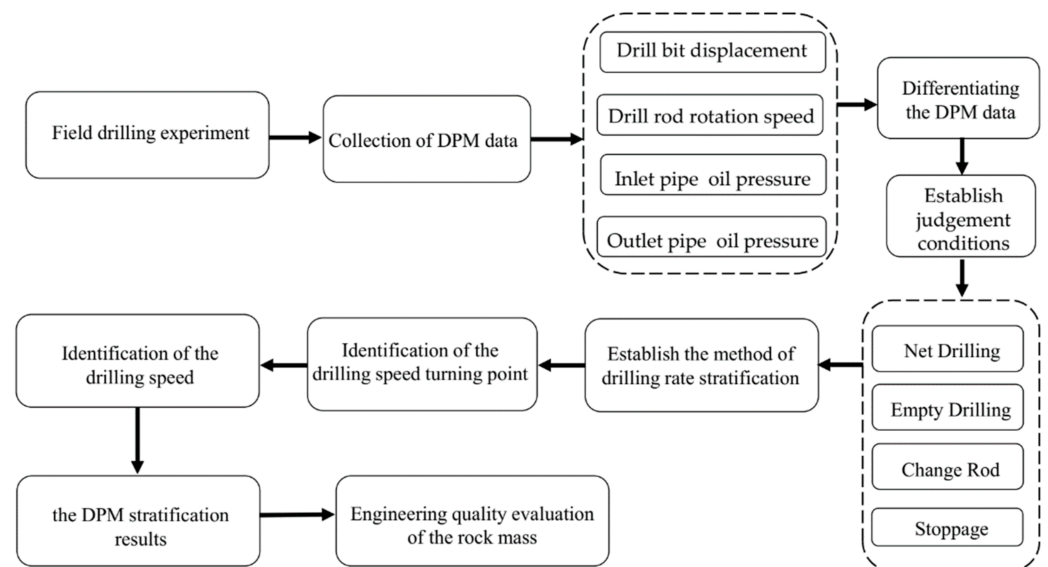 Field drilling experiment
Collection of DPM data
Drill bit displacement
Drill rod rotation speed
Inlet pipe oil pressure
Outlet pipe oil pressure
Differentiating
the DPM data
Establish
judgement
conditions
Net Drilling
Empty Drilling
Change Rod
Stoppage
Establish the method of
drilling rate stratification
Identification of the
drilling speed turning point
Identification of the
drilling speed
the DPM stratification
results
Engineering quality evaluation
of the rock mass